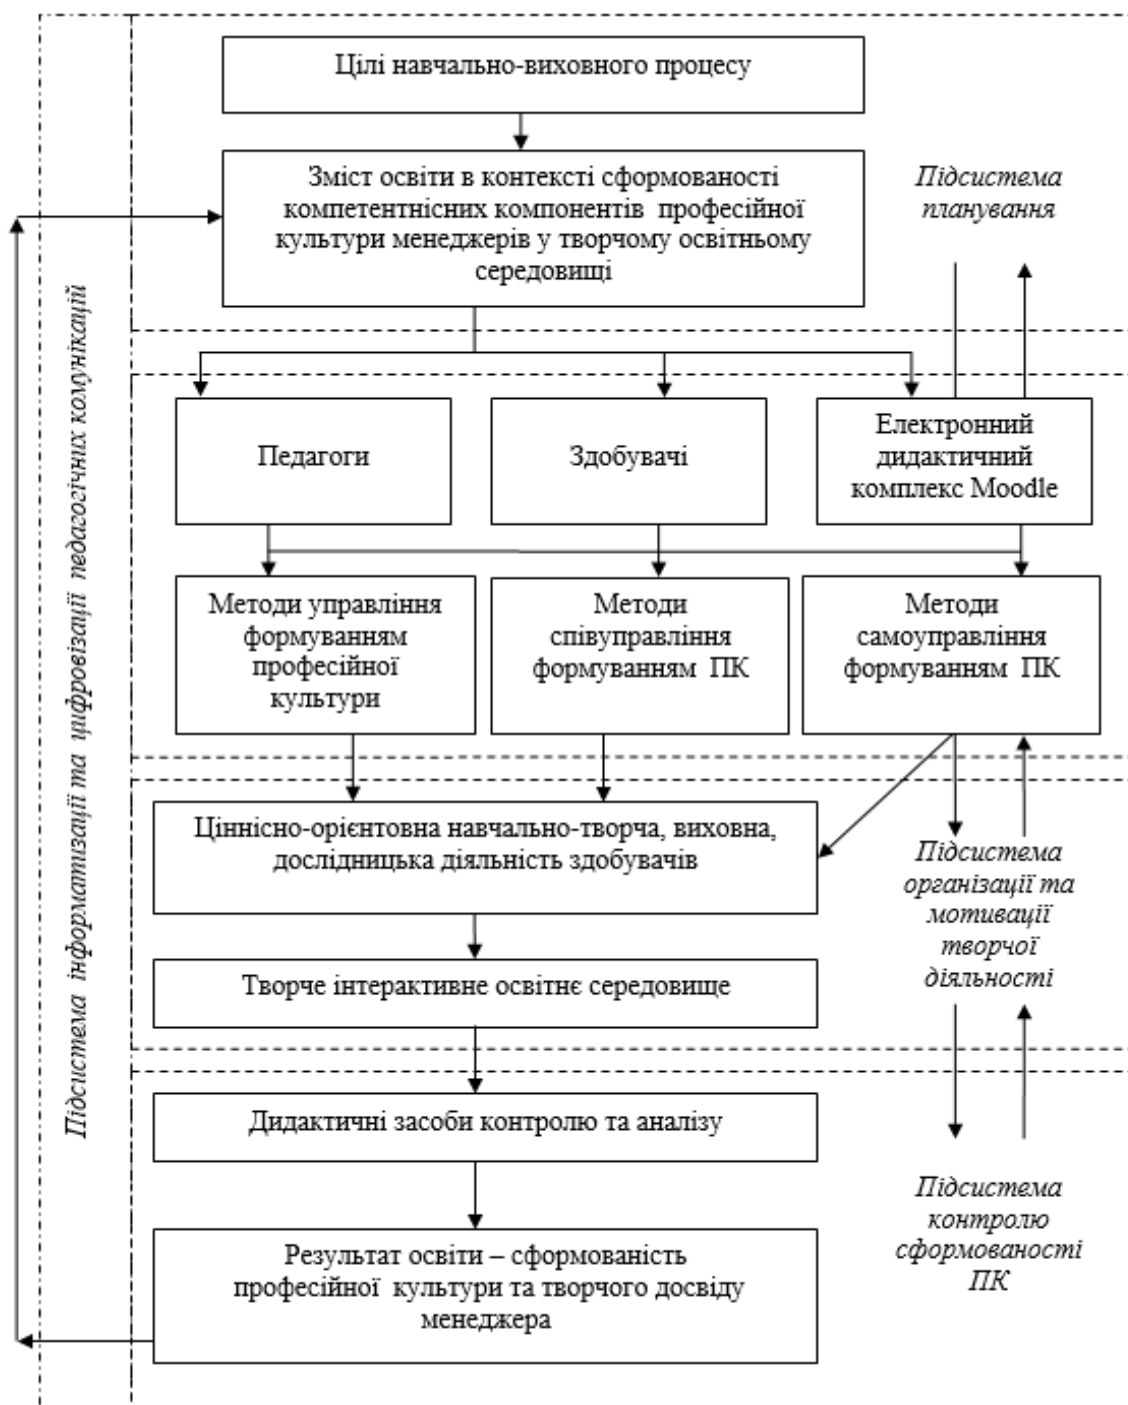 Цілі навчально-виховного процесу
Зміст освіти в контексті сформованості
компетентнісних компонентів професійної
культури менеджерів у творчому освітньому
середовищі
Підсистема
планування
Підсистема інформатизації та цифровізації педагогічних комунікацій
Педагоги
Здобувачі
Електронний
дидактичний
комплекс Moodle
Методи управління
формуванням
професійної
культури
Методи
співуправління
формуванням ПК
Методи
самоуправління
формуванням ПК
Ціннісно-орієнтовна навчально-творча, виховна,
дослідницька діяльність здобувачів
Підсистема
організації та
мотивації
творчої
діяльності
Творче інтерактивне освітнє середовище
Дидактичні засоби контролю та аналізу
Підсистема
контролю
сформованості
ПК
Результат освіти – сформованість
професійної культури та творчого досвіду
менеджера